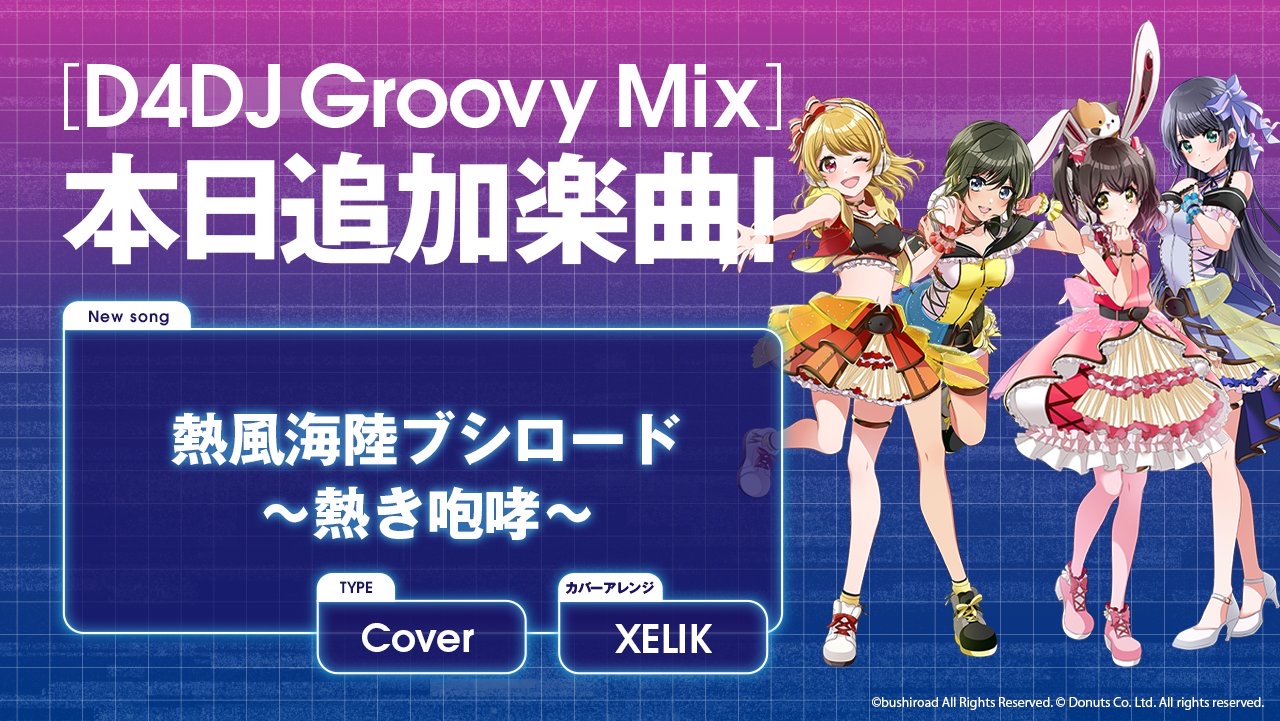 [D4DJ Groovy Mix]
本日追加楽曲!
New song
熱風海陸ブシロード
～熱き咆哮～
TYPE
Cover
カバーアレンジ
XELIK
©bushiroad All Rights Reserved. © Donuts Co. Ltd. All rights reserved.